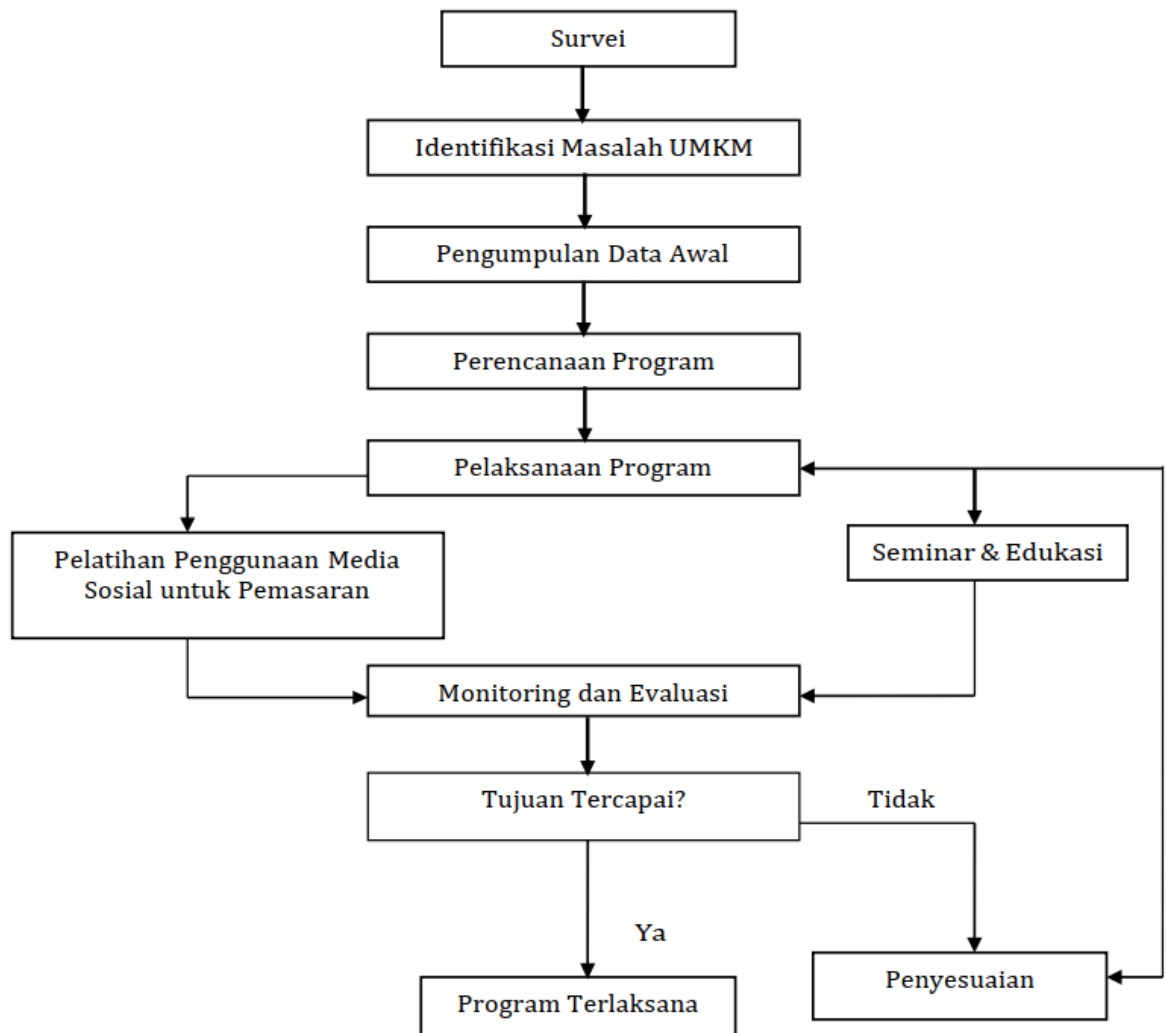 Survei
Identifikasi Masalah UMKM
Pengumpulan Data Awal
Perencanaan Program
Pelaksanaan Program
Pelatihan Penggunaan Media
Sosial untuk Pemasaran
Seminar & Edukasi
Monitoring dan Evaluasi
Tujuan Tercapai?
Tidak
Ya
Penyesuaian
Program Terlaksana